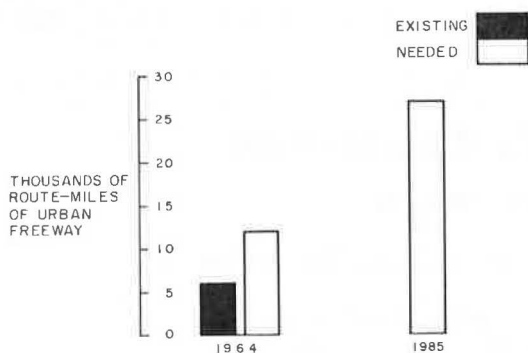 EXISTING
NEEDED
30
25
20
15
10
5
0
THOUSANDS OF
ROUTE-MILES
OF URBAN
FREEWAY
1964
1985